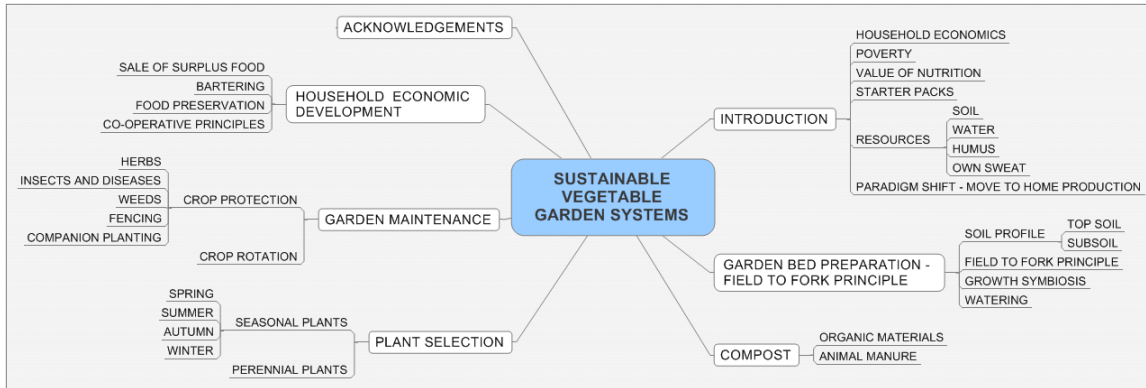 ACKNOWLEDGEMENTS
SALE OF SURPLUS FOOD
BARTERING
FOOD PRESERVATION
CO-OPERATIVE PRINCIPLES
HOUSEHOLD ECONOMIC
DEVELOPMENT
HERBS
INSECTS AND DISEASES
WEEDS
FENCING
COMPANION PLANTING
CROP PROTECTION
CROP ROTATION
GARDEN MAINTENANCE
SPRING
SUMMER
AUTUMN
WINTER
SEASONAL PLANTS
PERENNIAL PLANTS
PLANT SELECTION
SUSTAINABLE
VEGETABLE
GARDEN SYSTEMS
INTRODUCTION
HOUSEHOLD ECONOMICS
POVERTY
VALUE OF NUTRITION
STARTER PACKS
RESOURCES
SOIL
WATER
HUMUS
OWN SWEAT
PARADIGM SHIFT - MOVE TO HOME PRODUCTION
GARDEN BED PREPARATION -
FIELD TO FORK PRINCIPLE
SOIL PROFILE
TOP SOIL
SUBSOIL
FIELD TO FORK PRINCIPLE
GROWTH SYMBIOSIS
WATERING
COMPOST
ORGANIC MATERIALS
ANIMAL MANURE